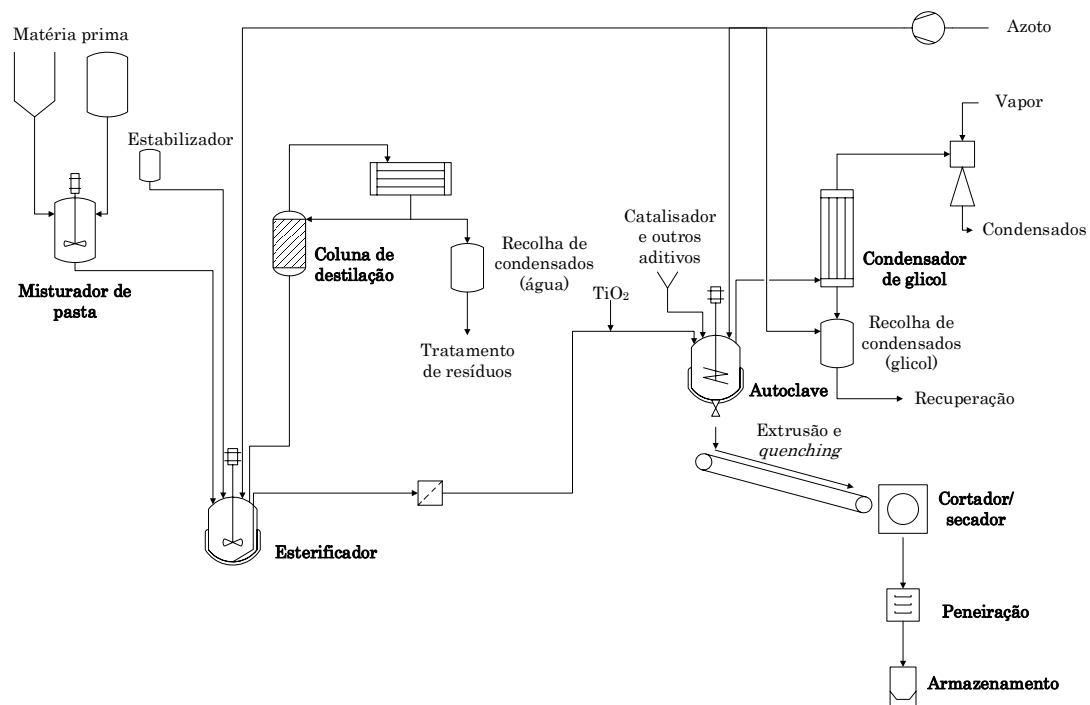 Matéria prima
Azoto
Vapor
Estabilizador
Condensados
Catalisador
e outros
aditivos
Coluna de
destilação
Recolha de
condensados
(água)
Condensador
de glicol
Misturador de
pasta
TiO₂
Recolha de
condensados
(glicol)
Tratamento
de resíduos
Autoclave
Recuperação
Extrusão e
quenching
Cortador/
secador
Esterificador
Peneiração
Armazenamento